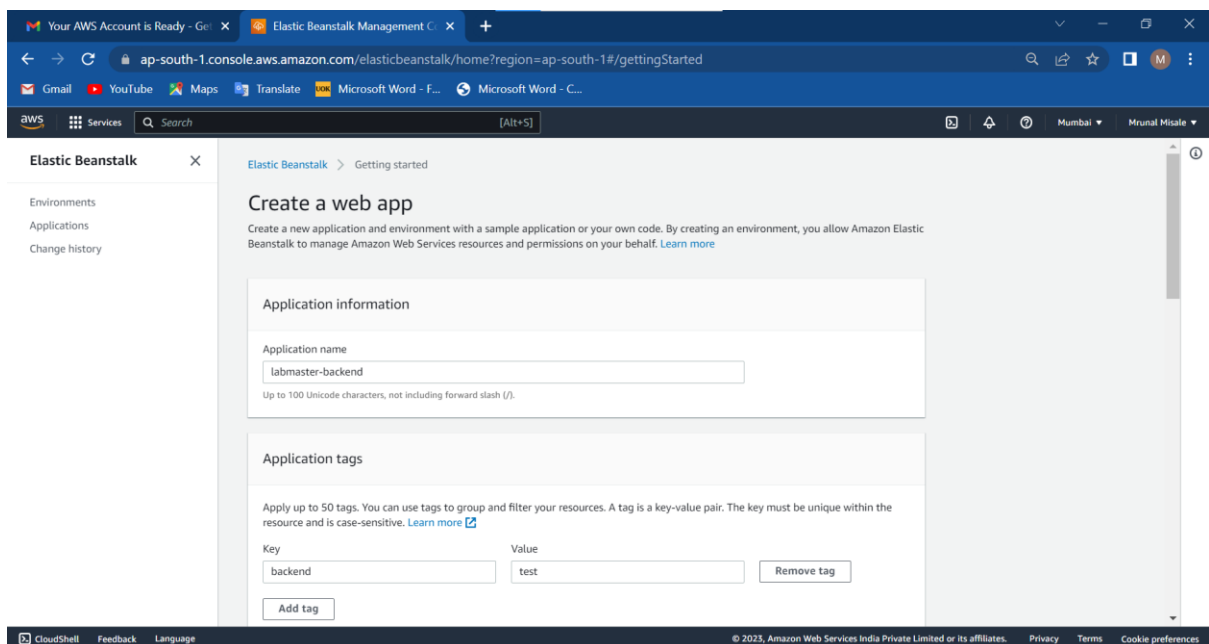 Your AWS Account is Ready - Get
Elastic Beanstalk Management Co
ap-south-1.console.aws.amazon.com/elasticbeanstalk/home?region=ap-south-1#/gettingStarted
M
Gmail
YouTube
Maps
Translate
UOK
Microsoft Word - F...
Microsoft Word - C...
aws
Services
Search
[Alt+S]
Mumbai
Mrunal Misale
Elastic Beanstalk
Environments
Applications
Change history
Elastic Beanstalk > Getting started
Create a web app
Create a new application and environment with a sample application or your own code. By creating an environment, you allow Amazon Elastic
Beanstalk to manage Amazon Web Services resources and permissions on your behalf. Learn more
Application information
Application name
labmaster-backend
Up to 100 Unicode characters, not including forward slash (/).
Application tags
Apply up to 50 tags. You can use tags to group and filter your resources. A tag is a key-value pair. The key must be unique within the
resource and is case-sensitive. Learn more
Key Value
backend test Remove tag
Add tag
CloudShell Feedback Language © 2023, Amazon Web Services India Private Limited or its affiliates. Privacy Terms Cookie preferences